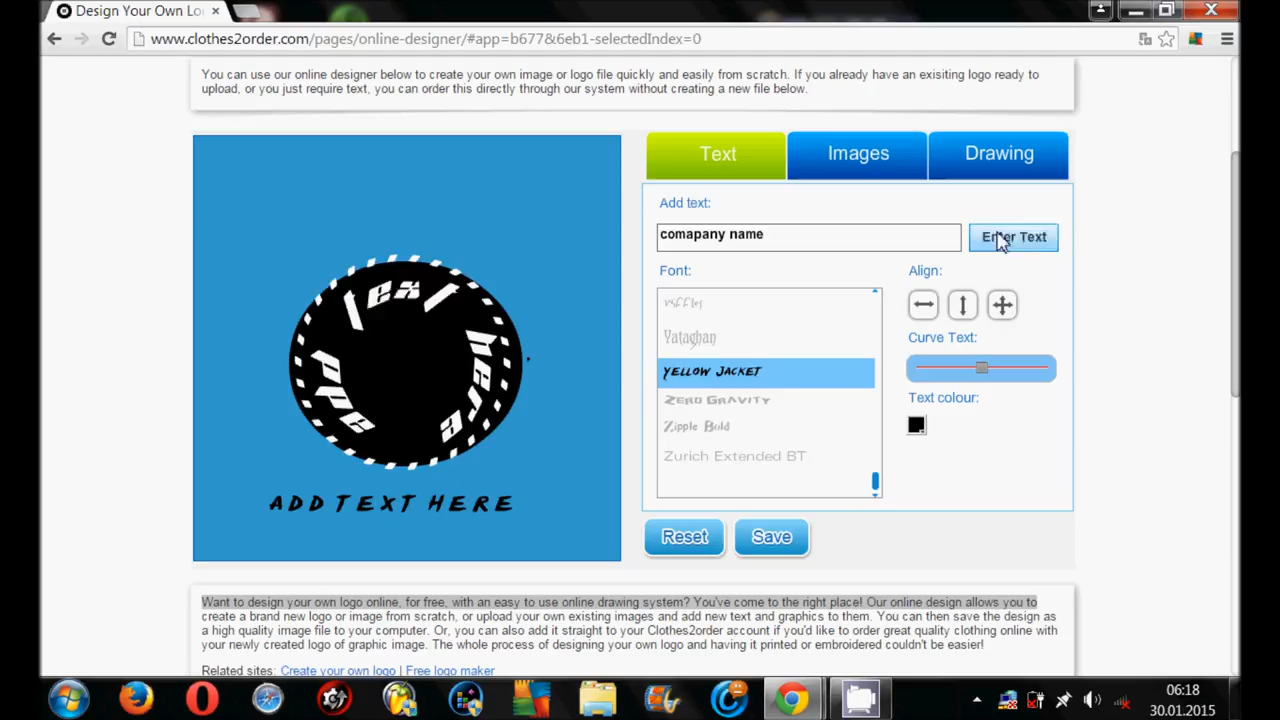 Design Your Own Lo
www.clothes2order.com/pages/online-designer/#app=b677&6eb1-selectedIndex=0
You can use our online designer below to create your own image or logo file quickly and easily from scratch. If you already have an exisiting logo ready to
upload, or you just require text, you can order this directly through our system without creating a new file below.
Text
Images
Drawing
Add text:
comapany name
Enter Text
Font:
Align:
Yataghan
Yellow Jacket
Zero Gravity
Zipple Bold
Zurich Extended BT
Curve Text:
Text colour:
text
here
ADD TEXT HERE
Reset
Save
Want to design your own logo online, for free, with an easy to use online drawing system? You've come to the right place! Our online design allows you to
create a brand new logo or image from scratch, or upload your own existing images and add new text and graphics to them. You can then save the design as
a high quality image file to your computer. Or, you can also add it straight to your Clothes2order account if you'd like to order great quality clothing online with
your newly created logo of graphic image. The whole process of designing your own logo and having it printed or embroidered couldn't be easier!
Related sites: Create your own logo | Free logo maker
06:18
30.01.2015